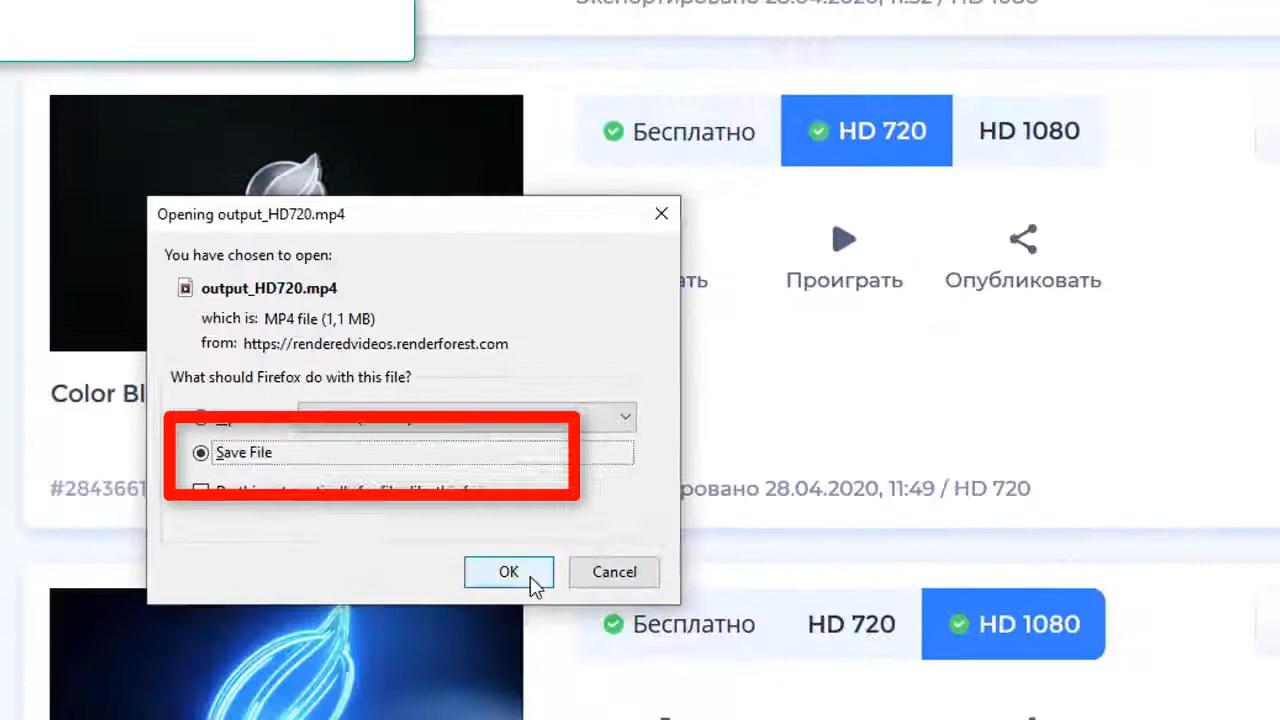 Экспортировано 28.04.2020, 11:52 / HD 1080
Бесплатно HD 720 HD 1080
Opening output_HD720.mp4
You have chosen to open:
output_HD720.mp4
which is: MP4 file (1,1 MB)
from: https://renderedvideos.renderforest.com
What should Firefox do with this file?
Save File
OK Cancel
Проиграть Опубликовать
Color Bl
#2843661
28.04.2020, 11:49 / HD 720
Бесплатно HD 720 HD 1080